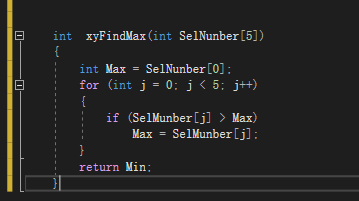 int xyFindMax(int SelNunber[5])
{
int Max = SelNunber[0];
for (int j = 0; j < 5; j++)
{
if (SelMunber[j] > Max)
Max = SelMunber[j];
}
return Min;
}